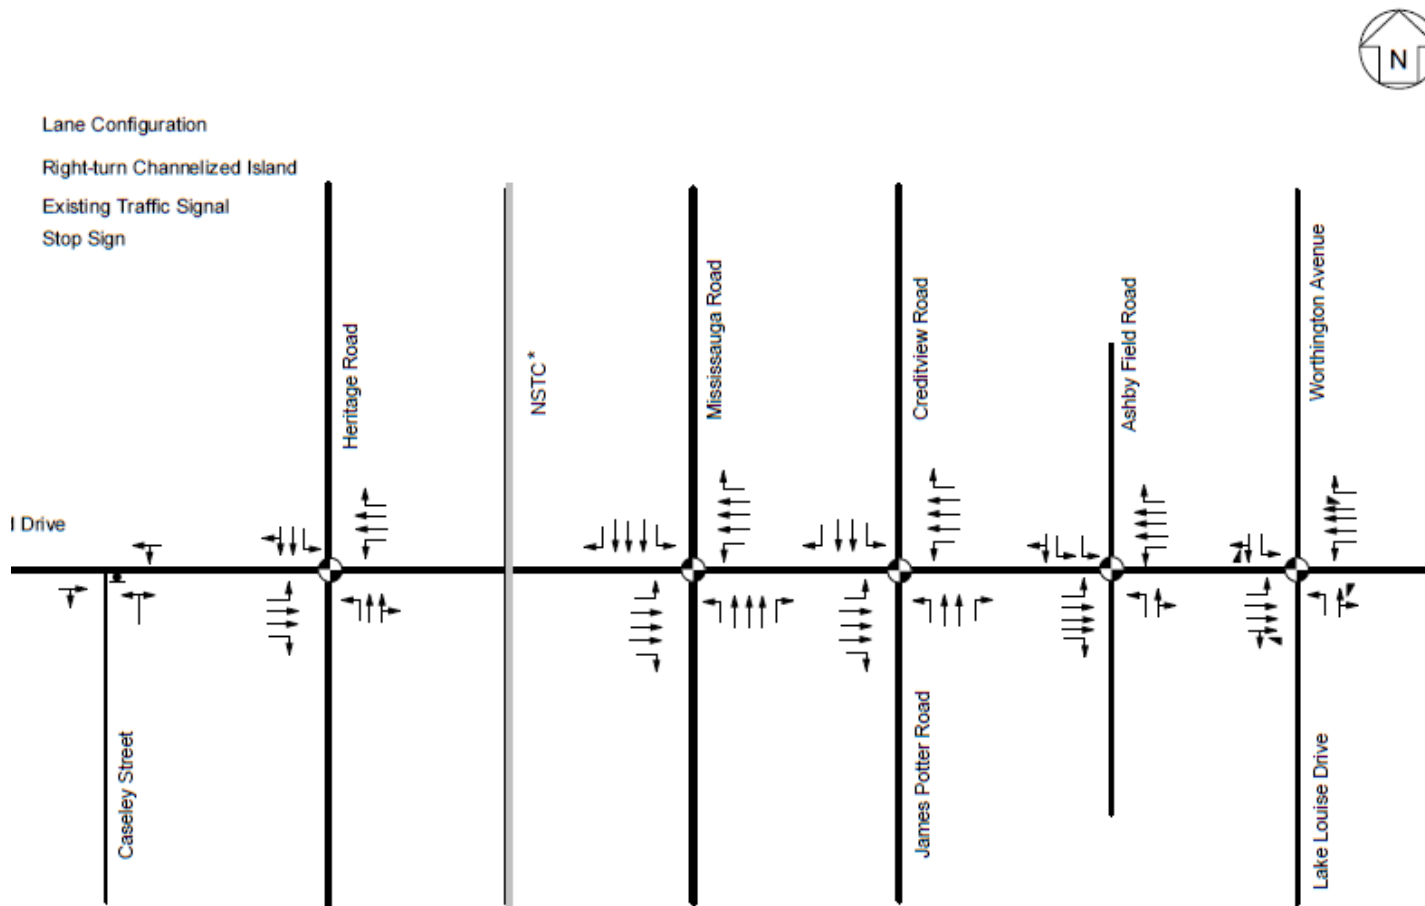 N
Lane Configuration
Right-turn Channelized Island
Existing Traffic Signal
Stop Sign
Heritage Road
NSTC*
Mississauga Road
Creditview Road
Ashby Field Road
Worthington Avenue
l Drive
Caseley Street
James Potter Road
Lake Louise Drive